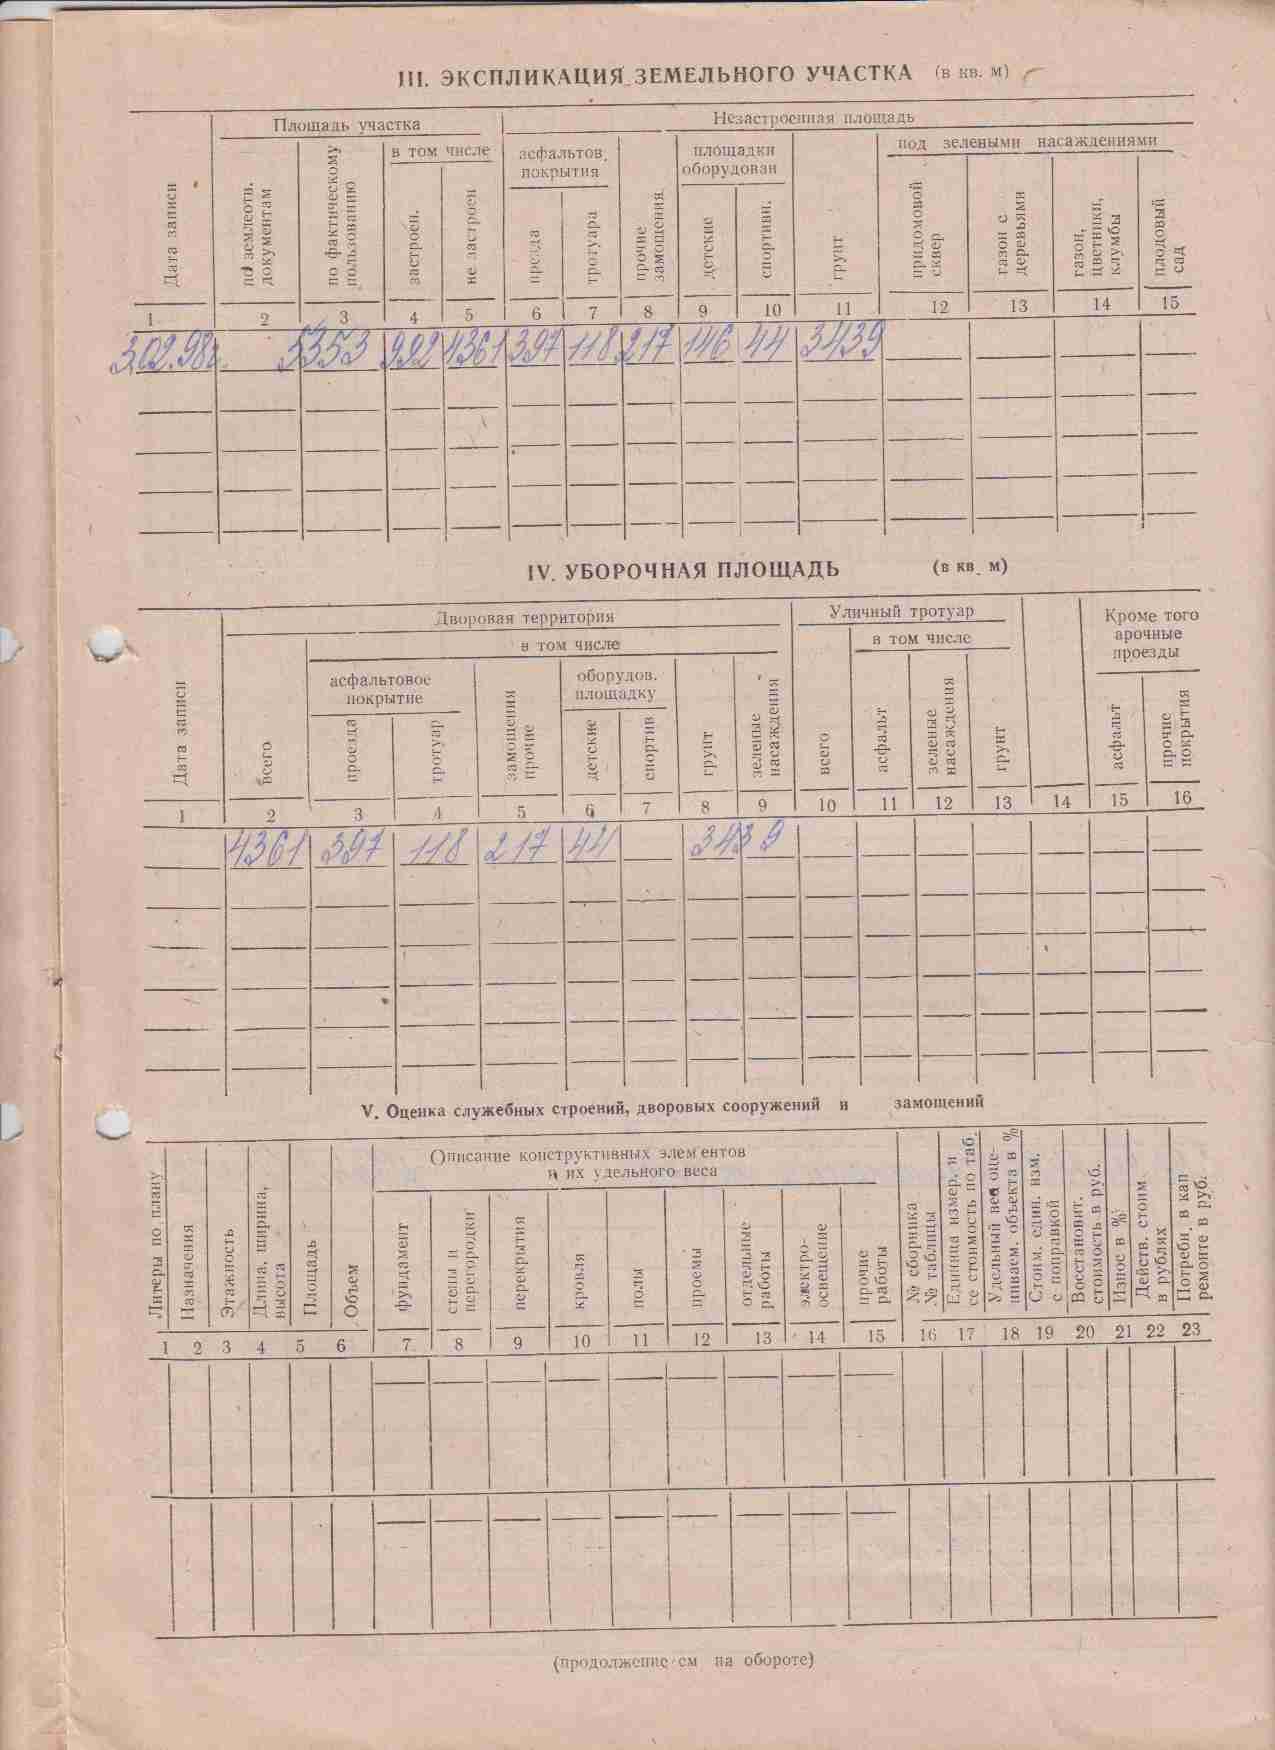 III. ЭКСПЛИКАЦИЯ ЗЕМЕЛЬНОГО УЧАСТКА (в кв. м)
Дата записи
Площадь участка
Незастроенная площадь
по землеотв. документам
по фактическому пользованию
в том числе
застроен.
не застроен
асфальтов. покрытия
проезда
тротуара
прочие замощения
площадки оборудован
детские
спортивн.
грунт
под зелеными насаждениями
придомовой сквер
газон с деревьями
газон, цветники, клумбы
плодовый сад
1 2 3 4 5 6 7 8 9 10 11 12 13 14 15
3.02.98г. 5353 992 4361 397 118 217 146 44 3439
IV. УБОРОЧНАЯ ПЛОЩАДЬ (в кв. м)
Дата записи
Дворовая территория
всего
в том числе
асфальтовое покрытие
проезда
тротуар
замощения прочие
оборудов. площадку
детские
спортив
грунт
зеленые насаждения
Уличный тротуар
всего
в том числе
асфальт
зеленые насаждения
грунт
Кроме того арочные проезды
асфальт
прочие покрытия
1 2 3 4 5 6 7 8 9 10 11 12 13 14 15 16
4361 397 118 217 44 3439
V. Оценка служебных строений, дворовых сооружений и замощений
Литеры по плану
Назначения
Этажность
Длина, ширина, высота
Площадь
Объем
Описание конструктивных элементов
и их удельного веса
фундамент
стены и перегородки
перекрытия
кровля
полы
проемы
отдельные работы
электро- освещение
прочие работы
№ сборника № таблицы
Единица измер. и ее стоимость по таб.
Удельный вес оце- ниваем. объекта в %
Стоим. един. изм. с поправкой
Восстановит. стоимость в руб.
Износ в %
Действ. стоим в рублях
Потребн. в кап ремонте в руб.
1 2 3 4 5 6 7 8 9 10 11 12 13 14 15 16 17 18 19 20 21 22 23
(продолжение см на обороте)